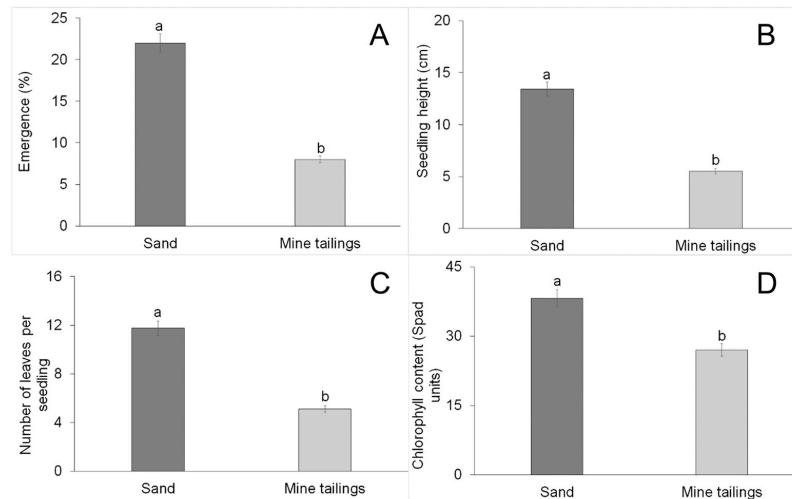 A
Emergence (%)
25
20
15
10
5
0
a
b
Sand
Mine tailings
B
Seedling height (cm)
20
15
10
5
0
a
b
Sand
Mine tailings
C
Number of leaves per
seedling
16
12
8
4
0
a
b
Sand
Mine tailings
D
Chlorophyll content (Spad
units)
45
30
15
0
a
b
Sand
Mine tailings